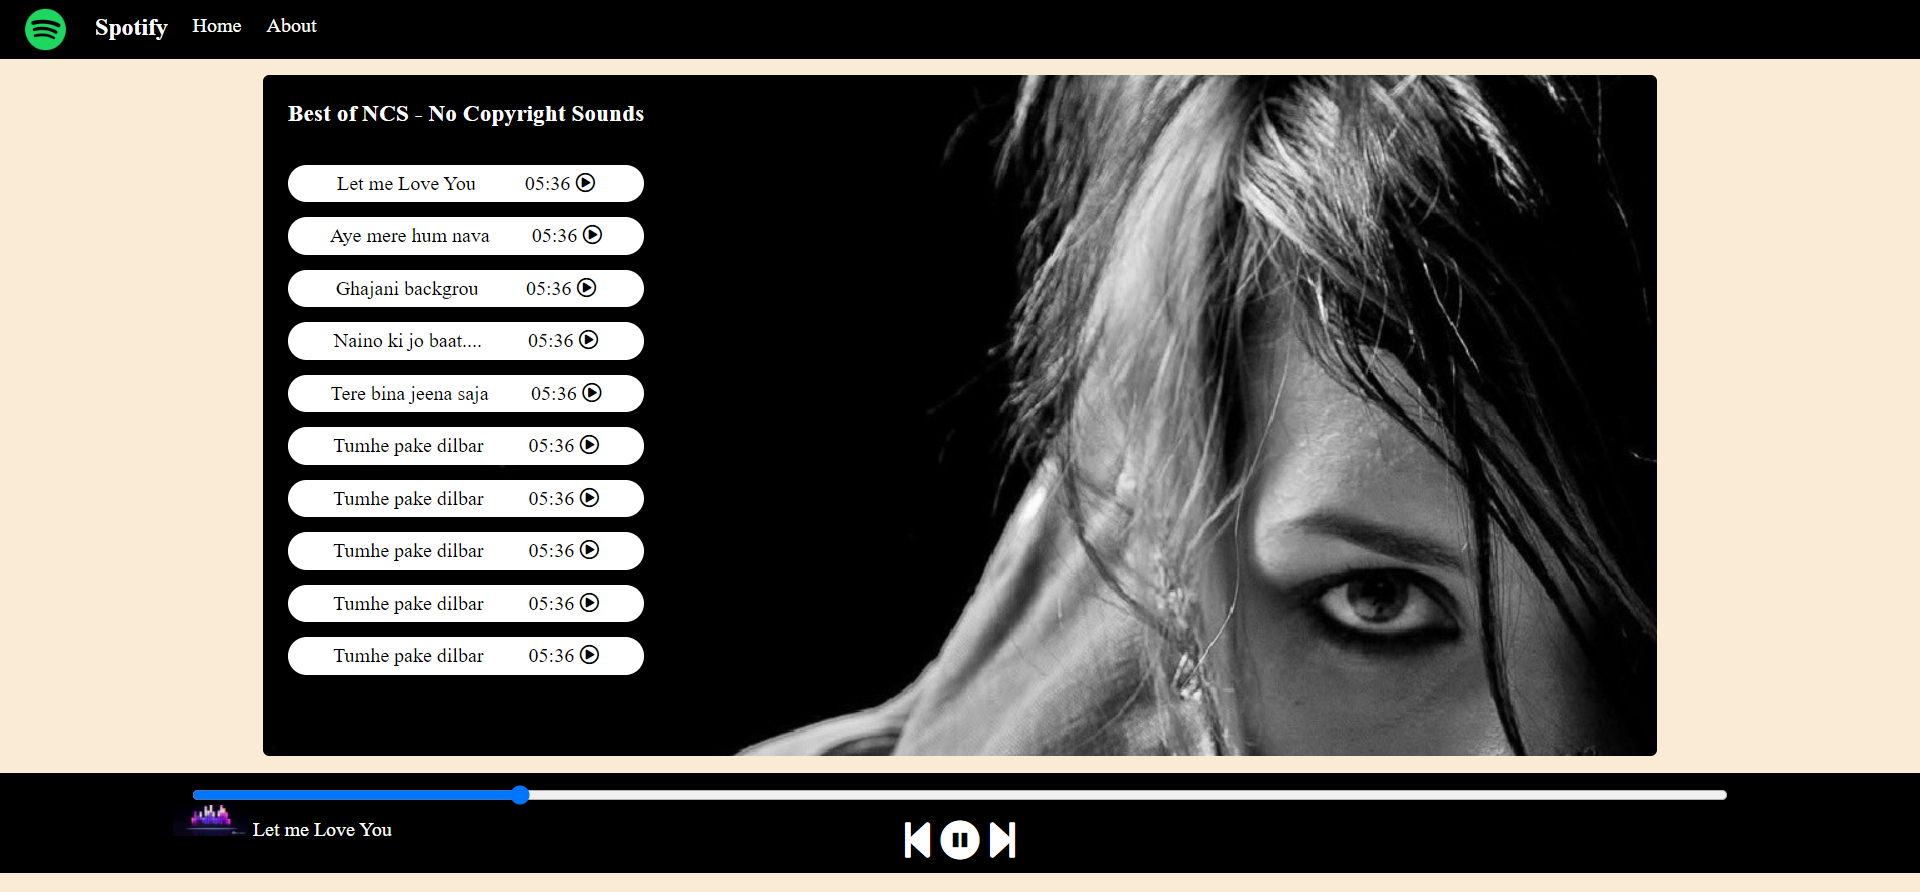 Spotify Home About
Best of NCS - No Copyright Sounds
Let me Love You 05:36
Aye mere hum nava 05:36
Ghajani backgrou 05:36
Naino ki jo baat.... 05:36
Tere bina jeena saja 05:36
Tumhe pake dilbar 05:36
Tumhe pake dilbar 05:36
Tumhe pake dilbar 05:36
Tumhe pake dilbar 05:36
Tumhe pake dilbar 05:36
Let me Love You